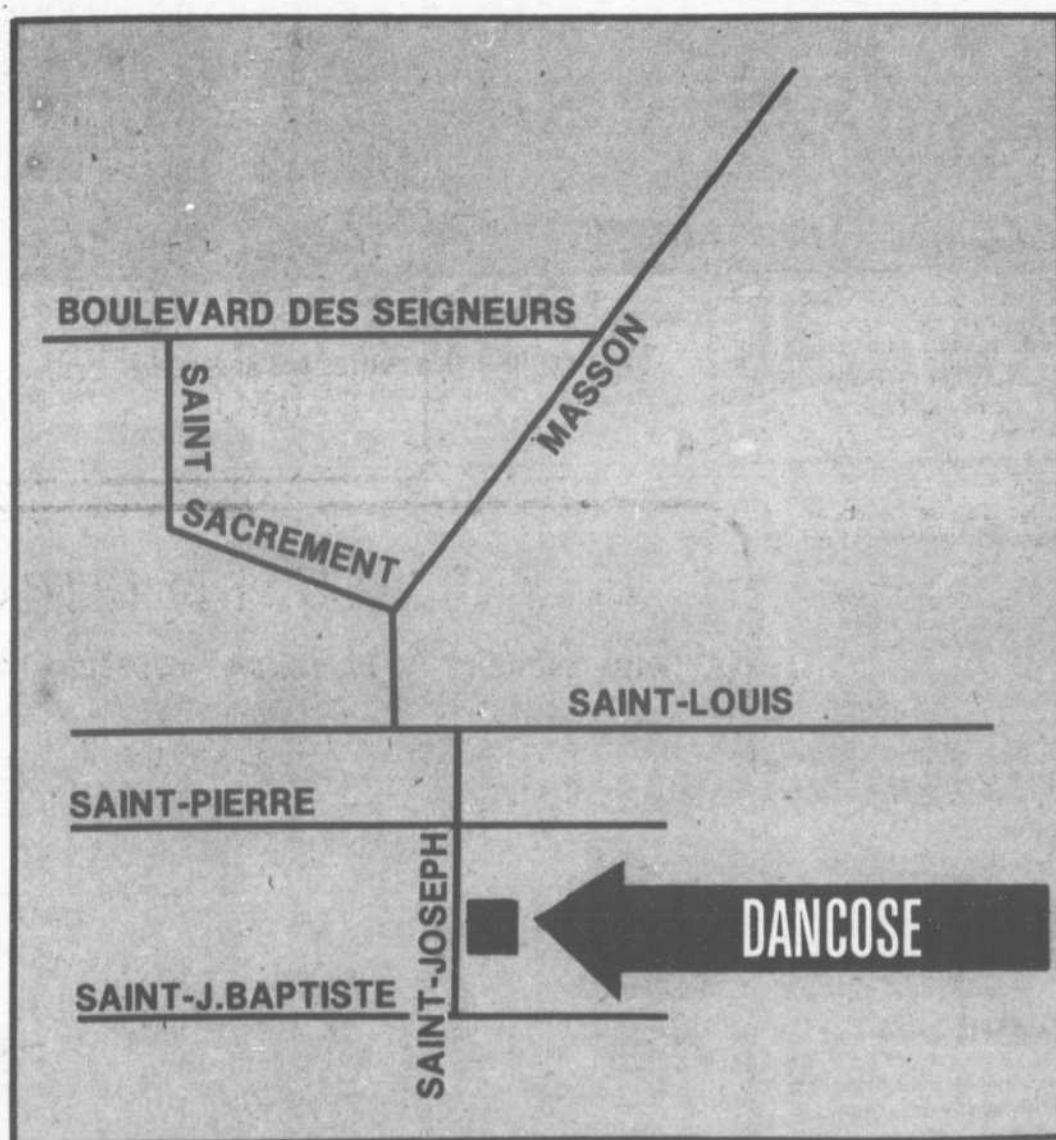 BOULEVARD DES SEIGNEURS
MASSON
SAINT
SACREMENT
SAINT-LOUIS
SAINT-PIERRE
SAINT-JOSEPH
DANCOSE
SAINT-J.BAPTISTE